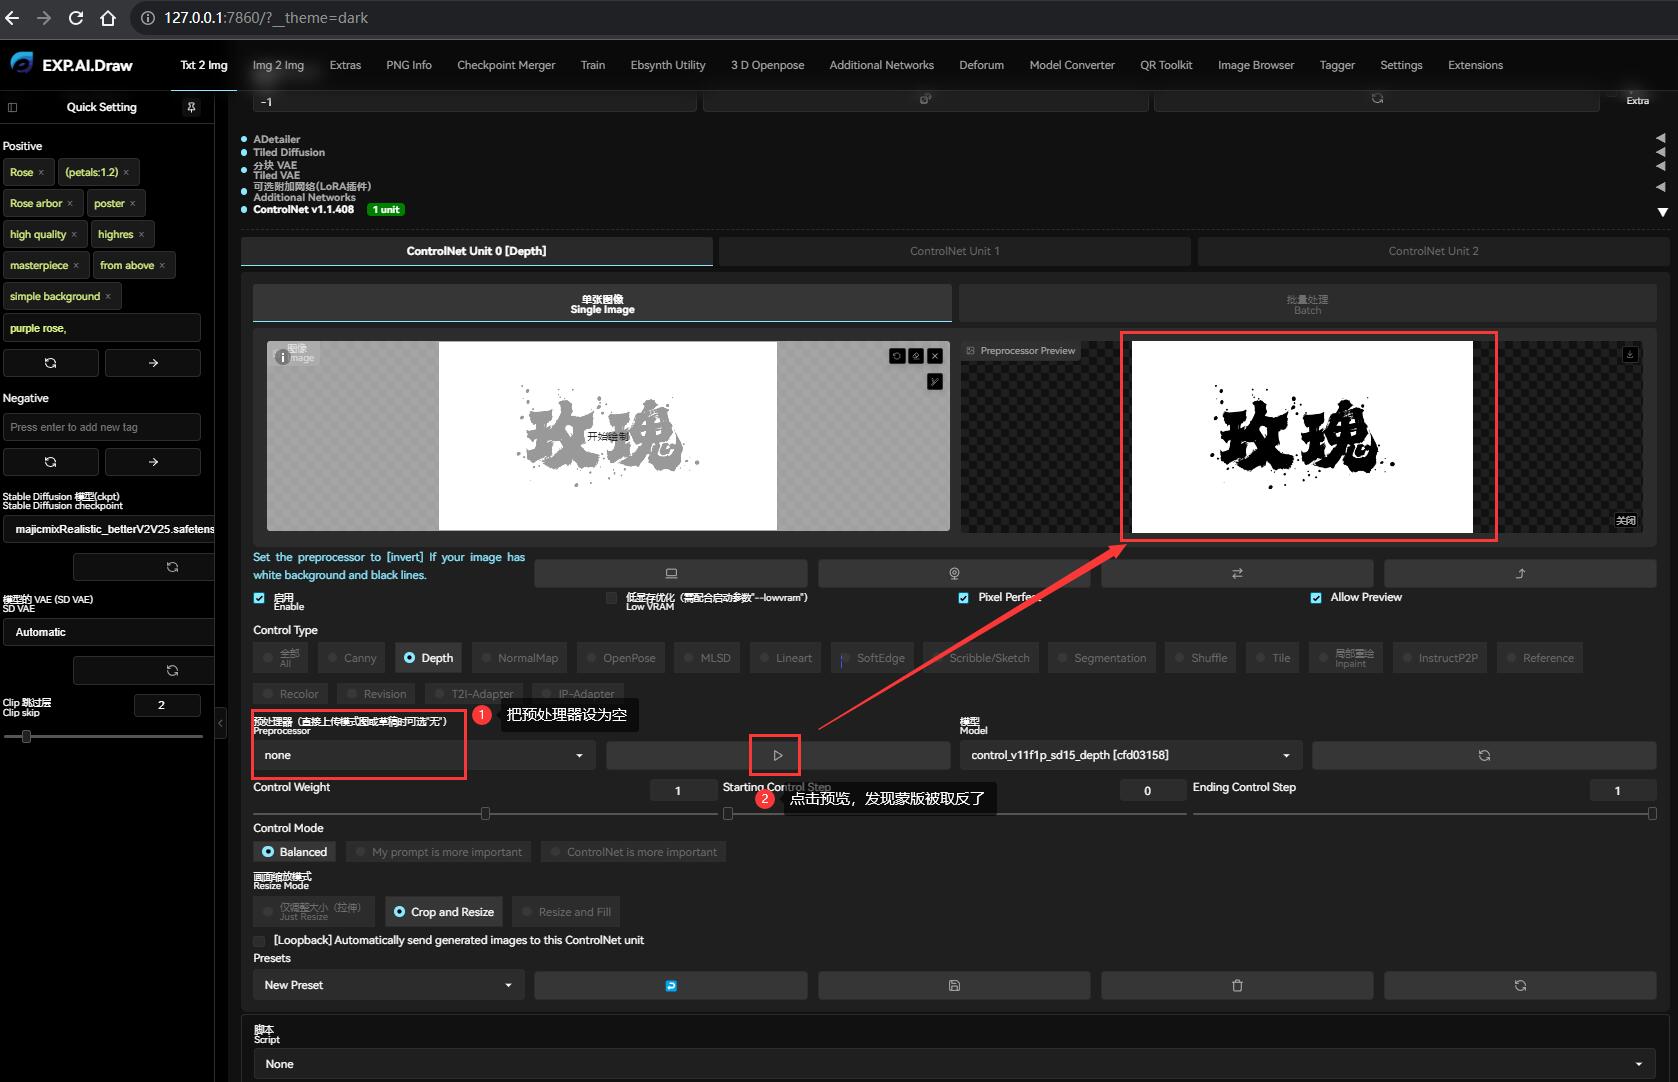 127.0.0.1:7860/?__theme=dark
EXP.AI.Draw
Txt 2 Img
Img 2 Img
Extras
PNG Info
Checkpoint Merger
Train
Ebsynth Utility
3 D Openpose
Additional Networks
Deforum
Model Converter
QR Toolkit
Image Browser
Tagger
Settings
Extensions
Quick Setting
-1
Extra
Positive
Rose ×
(petals:1.2) ×
Rose arbor ×
poster ×
high quality ×
highres ×
masterpiece ×
from above ×
simple background ×
purple rose,
Negative
Press enter to add new tag
Stable Diffusion 模型(ckpt)
Stable Diffusion checkpoint
majicmixRealistic_betterV2V25.safetens
模型的 VAE (SD VAE)
SD VAE
Automatic
Clip 跳过层
Clip skip
2
ADetailer
Tiled Diffusion
分块 VAE
Tiled VAE
可选附加网络(LoRA插件)
Additional Networks
ControlNet v1.1.408
1 unit
ControlNet Unit 0 [Depth]
ControlNet Unit 1
ControlNet Unit 2
单张图像
Single Image
批量处理
Batch
图像
Image
玫瑰
开始绘制
Preprocessor Preview
玫瑰
关闭
Set the preprocessor to [invert] If your image has
white background and black lines.
启用
Enable
低显存优化（需配合启动参数"--lowvram"）
Low VRAM
Pixel Perfect
Allow Preview
Control Type
全部
All
Canny
Depth
NormalMap
OpenPose
MLSD
Lineart
SoftEdge
Scribble/Sketch
Segmentation
Shuffle
Tile
局部重绘
Inpaint
InstructP2P
Reference
Recolor
Revision
T2I-Adapter
IP-Adapter
1 把预处理器设为空
预处理器（直接上传模式图或草稿时可选"无"）
Preprocessor
none
模型
Model
control_v11f1p_sd15_depth [cfd03158]
Control Weight
1
Starting Control Step
0
Ending Control Step
1
2 点击预览，发现蒙版被取反了
Control Mode
Balanced
My prompt is more important
ControlNet is more important
画面缩放模式
Resize Mode
仅调整大小（拉伸）
Just Resize
Crop and Resize
Resize and Fill
[Loopback] Automatically send generated images to this ControlNet unit
Presets
New Preset
脚本
Script
None